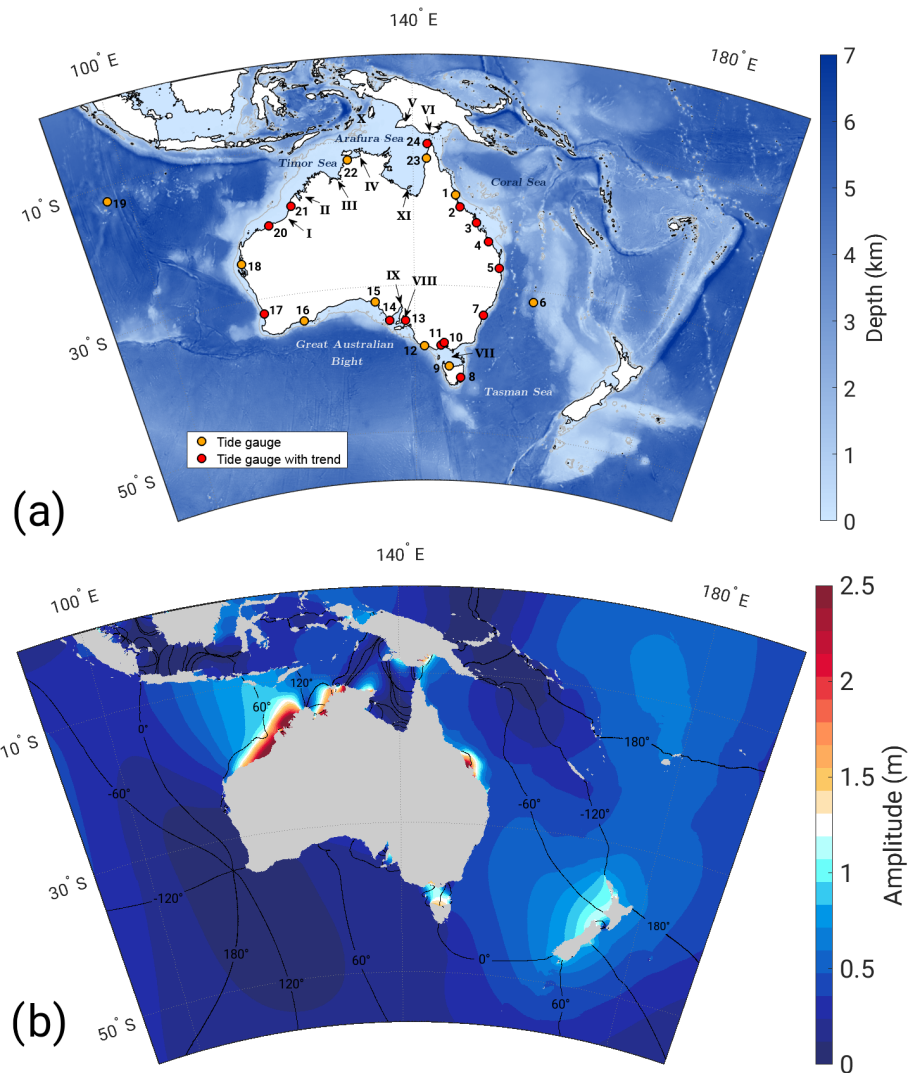 140° E
100° E
180° E
7
6
5
4
3
2
1
0
Depth (km)
V
VI
X
Arafura Sea
24
Timor Sea
22
23
IV
Coral Sea
III
XI
1
2
19
10° S
21
II
3
20
I
4
18
5
IX
VIII
15
6
17
16
14
13
7
30° S
11
10
Great Australian
Bight
12
VII
9
8
Tasman Sea
Tide gauge
Tide gauge with trend
50° S
(a)
140° E
100° E
180° E
2.5
2
1.5
1
0.5
0
Amplitude (m)
120°
60°
0°
10° S
180°
-60°
-60°
-120°
30° S
-120°
180°
0°
180°
60°
120°
60°
50° S
(b)